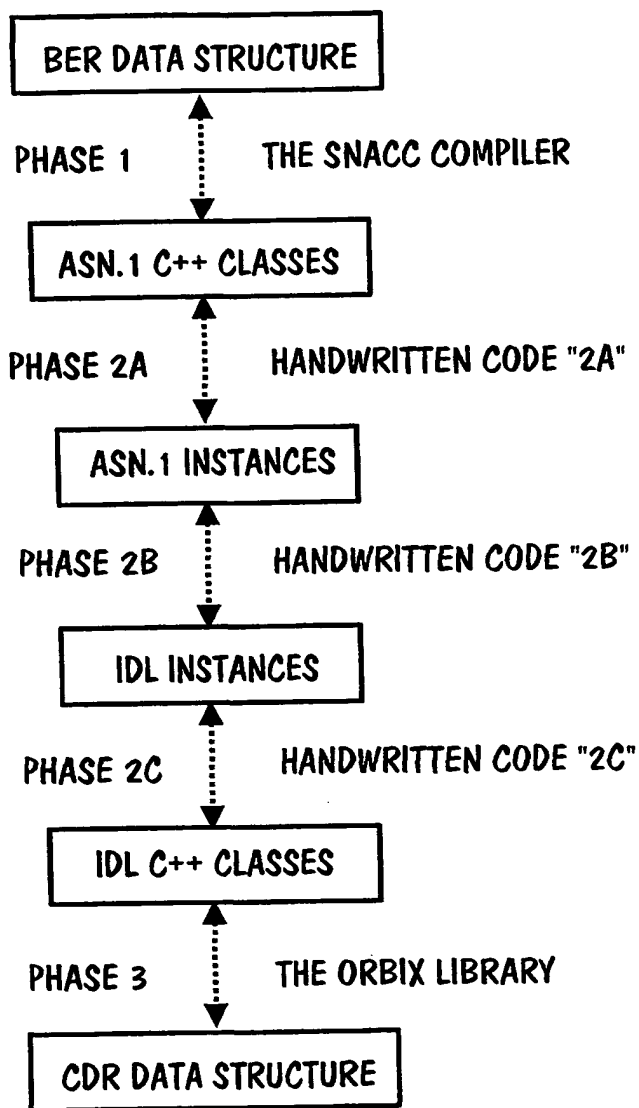 BER DATA STRUCTURE
PHASE 1 THE SNACC COMPILER
ASN.1 C++ CLASSES
PHASE 2A HANDWRITTEN CODE "2A"
ASN.1 INSTANCES
PHASE 2B HANDWRITTEN CODE "2B"
IDL INSTANCES
PHASE 2C HANDWRITTEN CODE "2C"
IDL C++ CLASSES
PHASE 3 THE ORBIX LIBRARY
CDR DATA STRUCTURE